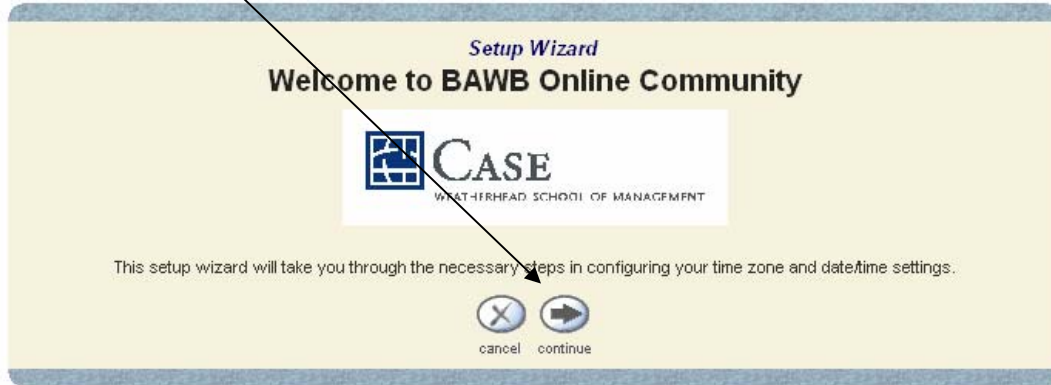 Setup Wizard
Welcome to BAWB Online Community
CASE
WEATHERHEAD SCHOOL OF MANAGEMENT
This setup wizard will take you through the necessary steps in configuring your time zone and date/time settings.
cancel continue